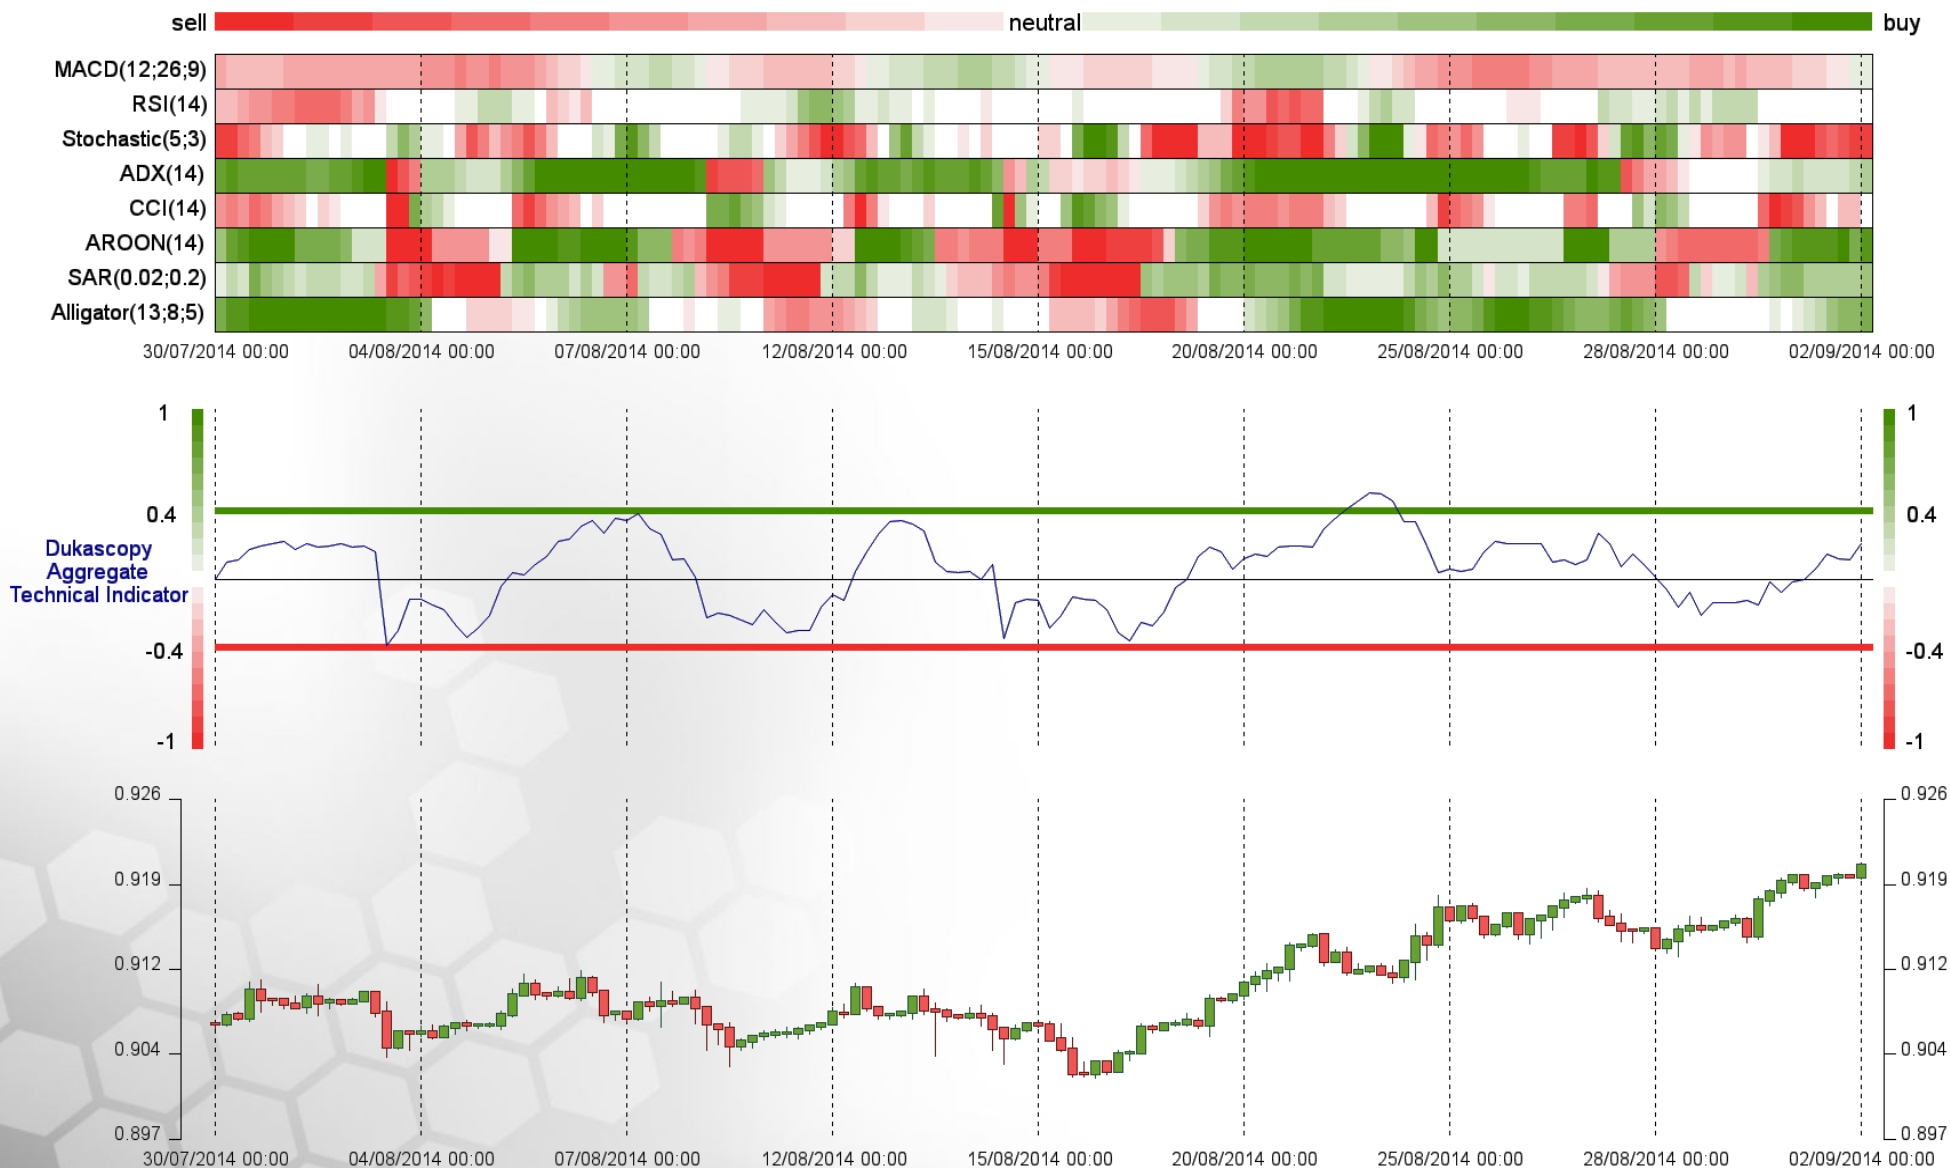 sell neutral buy
MACD(12;26;9)
RSI(14)
Stochastic(5;3)
ADX(14)
CCI(14)
AROON(14)
SAR(0.02;0.2)
Alligator(13;8;5)
30/07/2014 00:00 04/08/2014 00:00 07/08/2014 00:00 12/08/2014 00:00 15/08/2014 00:00 20/08/2014 00:00 25/08/2014 00:00 28/08/2014 00:00 02/09/2014 00:00
1 1
0.4 0.4
Dukascopy
Aggregate
Technical Indicator
-0.4 -0.4
-1 -1
0.926 0.926
0.919 0.919
0.912 0.912
0.904 0.904
0.897 0.897
30/07/2014 00:00 04/08/2014 00:00 07/08/2014 00:00 12/08/2014 00:00 15/08/2014 00:00 20/08/2014 00:00 25/08/2014 00:00 28/08/2014 00:00 02/09/2014 00:00